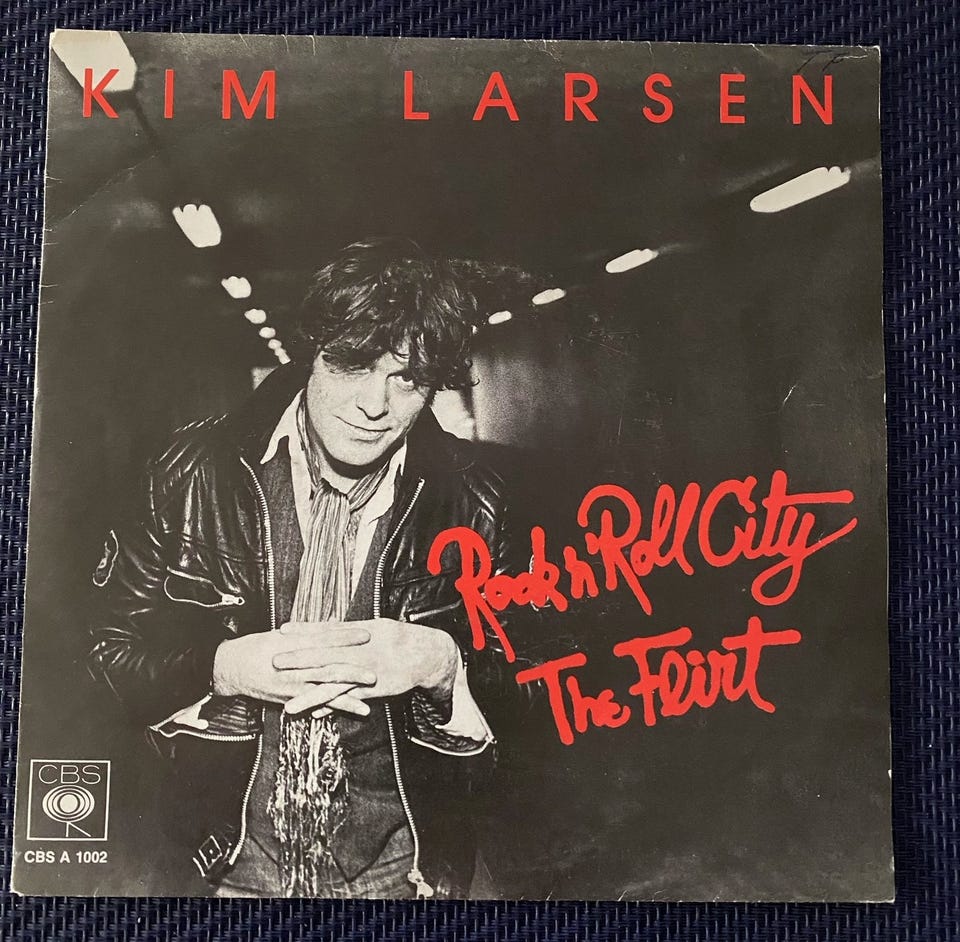 KIM LARSEN
Rock 'n' Roll City
The Flirt
CBS
CBS A 1002